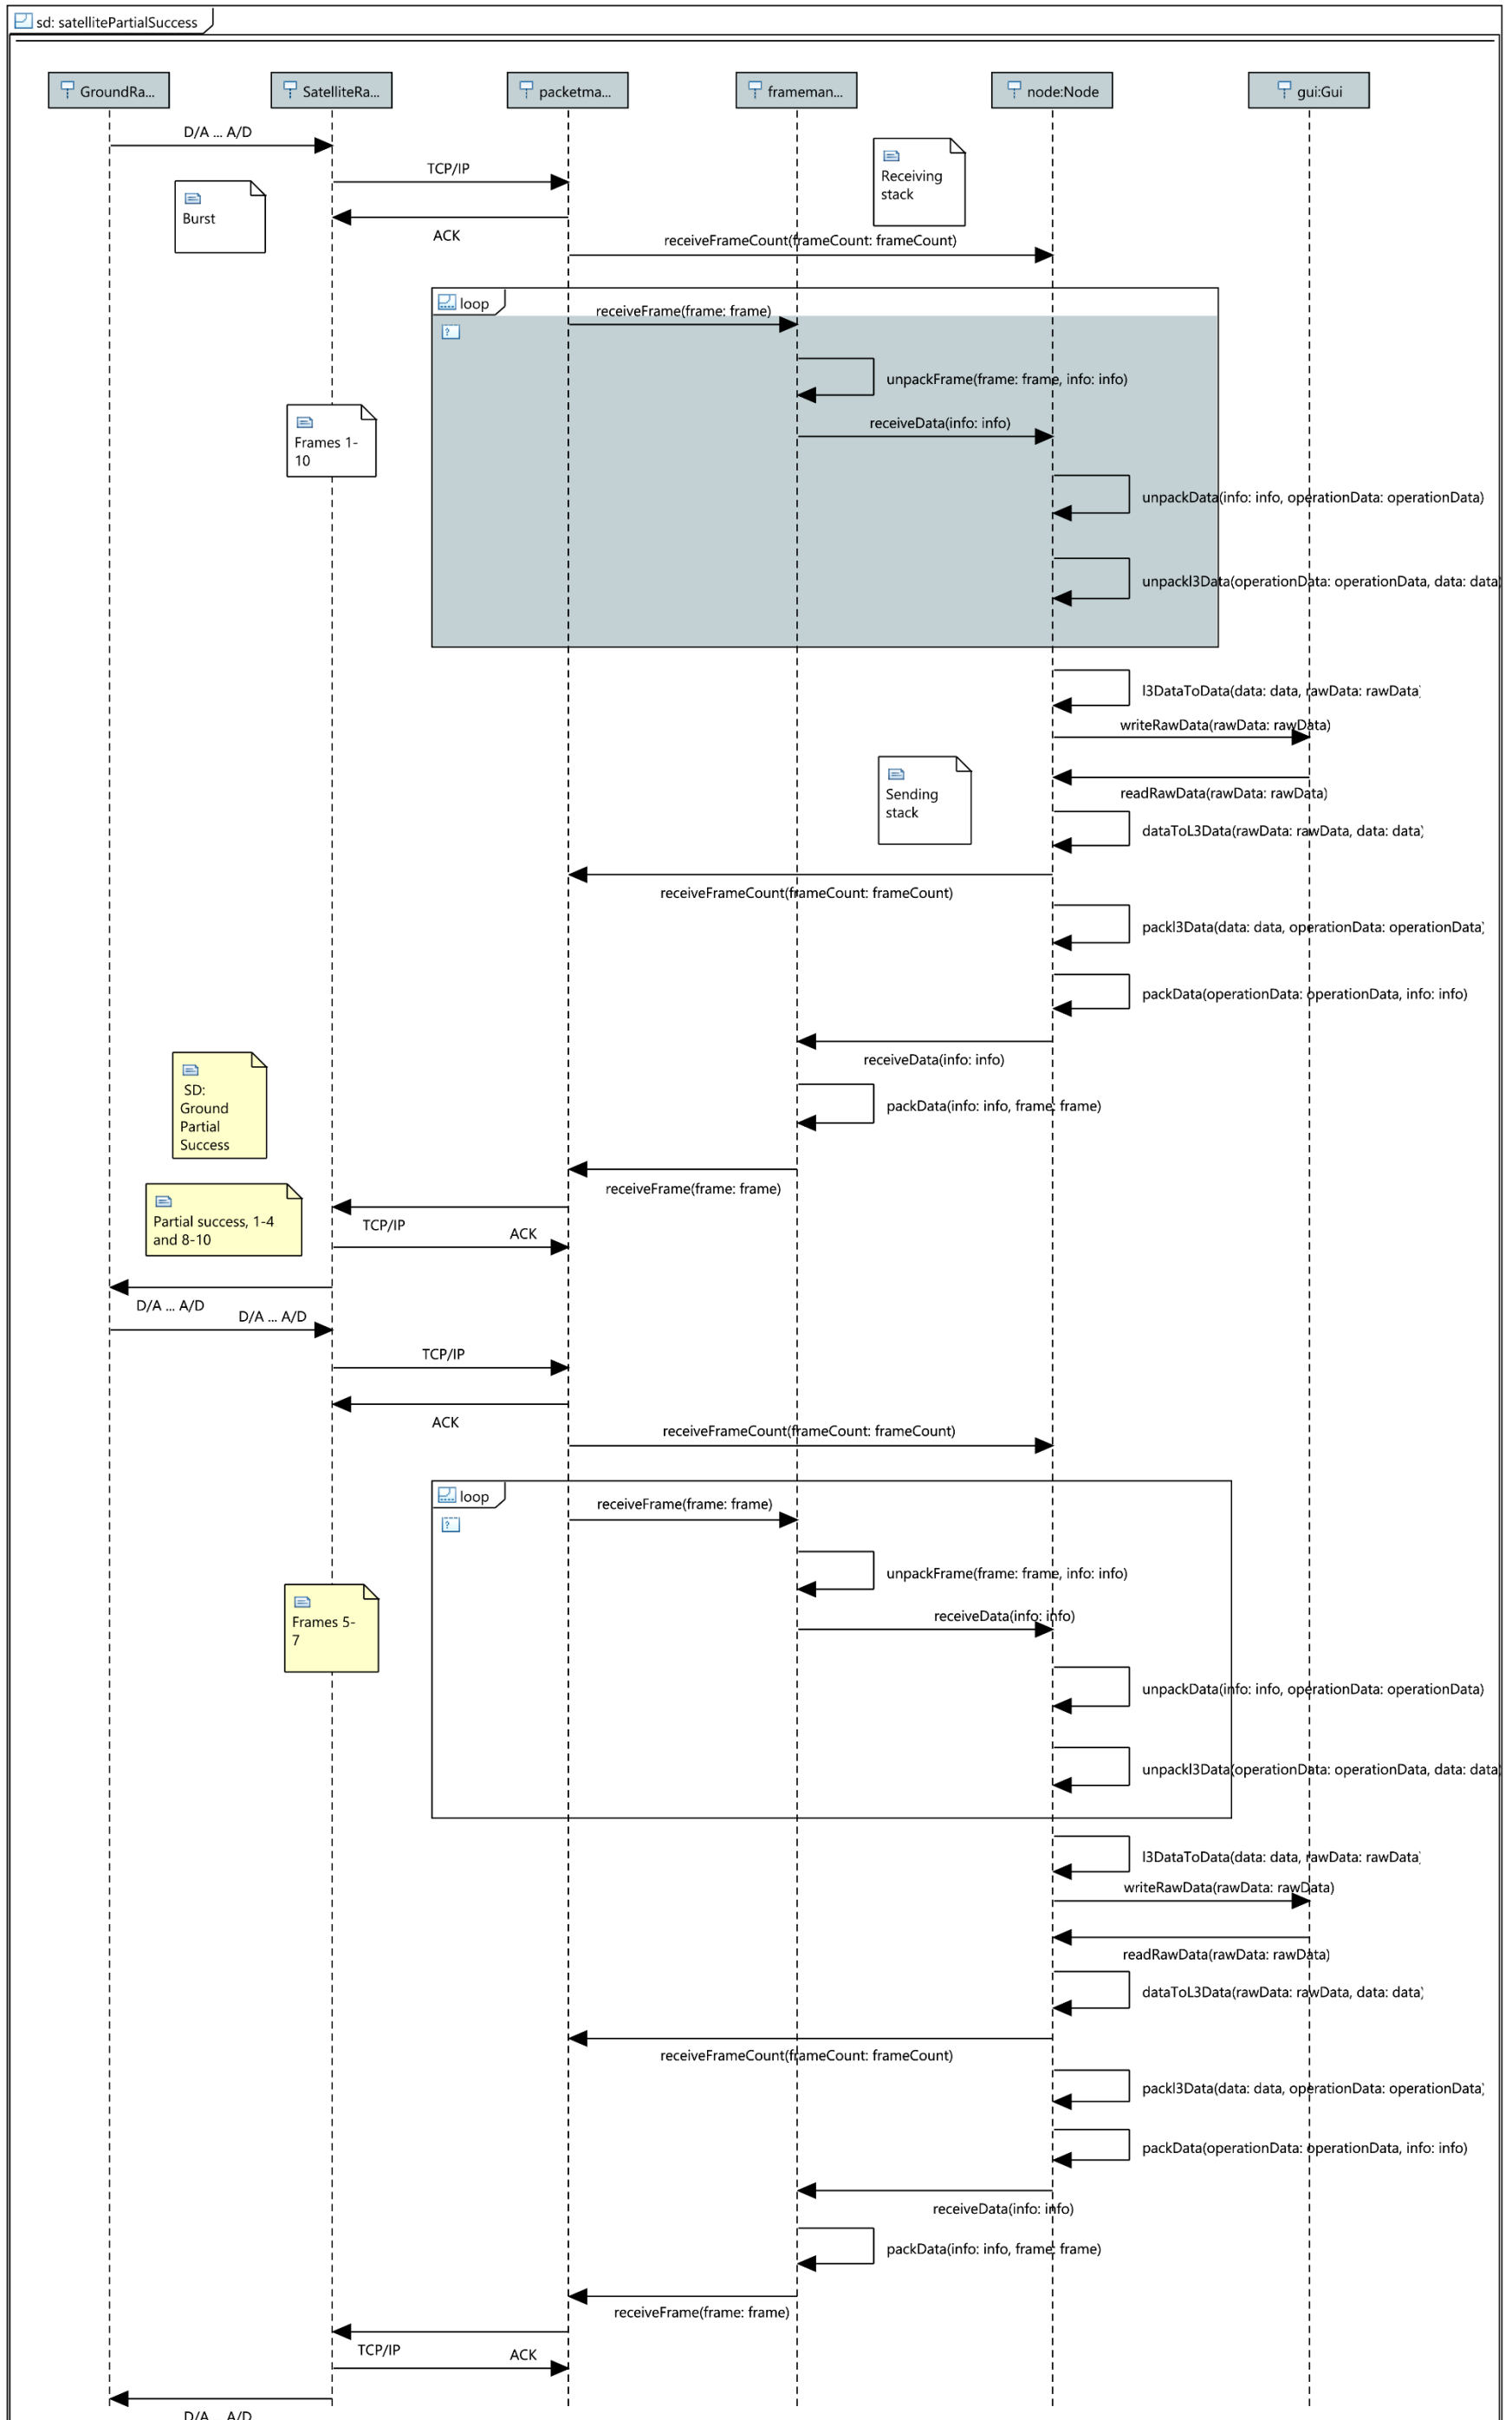 sd: satellitePartialSuccess
GroundRa...
SatelliteRa...
packetma...
frameman...
node:Node
gui:Gui
D/A ... A/D
TCP/IP
Receiving
stack
Burst
ACK
receiveFrameCount(frameCount: frameCount)
loop
receiveFrame(frame: frame)
unpackFrame(frame: frame, info: info)
receiveData(info: info)
Frames 1-
10
unpackData(info: info, operationData: operationData)
unpackl3Data(operationData: operationData, data: data)
l3DataToData(data: data, rawData: rawData)
writeRawData(rawData: rawData)
Sending
stack
readRawData(rawData: rawData)
dataToL3Data(rawData: rawData, data: data)
receiveFrameCount(frameCount: frameCount)
packl3Data(data: data, operationData: operationData)
packData(operationData: operationData, info: info)
receiveData(info: info)
SD:
Ground
Partial
Success
packData(info: info, frame: frame)
receiveFrame(frame: frame)
Partial success, 1-4
and 8-10
TCP/IP
ACK
D/A ... A/D
D/A ... A/D
TCP/IP
ACK
receiveFrameCount(frameCount: frameCount)
loop
receiveFrame(frame: frame)
unpackFrame(frame: frame, info: info)
Frames 5-
7
receiveData(info: info)
unpackData(info: info, operationData: operationData)
unpackl3Data(operationData: operationData, data: data)
l3DataToData(data: data, rawData: rawData)
writeRawData(rawData: rawData)
readRawData(rawData: rawData)
dataToL3Data(rawData: rawData, data: data)
receiveFrameCount(frameCount: frameCount)
packl3Data(data: data, operationData: operationData)
packData(operationData: operationData, info: info)
receiveData(info: info)
packData(info: info, frame: frame)
receiveFrame(frame: frame)
TCP/IP
ACK
D/A ... A/D